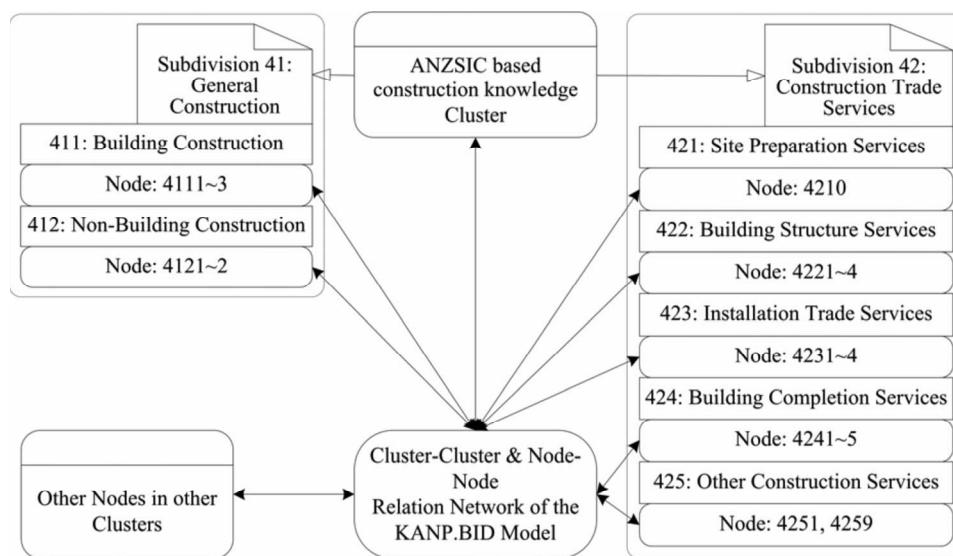 Subdivision 41:
General
Construction
411: Building Construction
Node: 4111~3
412: Non-Building Construction
Node: 4121~2
ANZSIC based
construction knowledge
Cluster
Subdivision 42:
Construction Trade
Services
421: Site Preparation Services
Node: 4210
422: Building Structure Services
Node: 4221~4
423: Installation Trade Services
Node: 4231~4
424: Building Completion Services
Node: 4241~5
425: Other Construction Services
Node: 4251, 4259
Other Nodes in other
Clusters
Cluster-Cluster & Node-
Node
Relation Network of the
KANP.BID Model